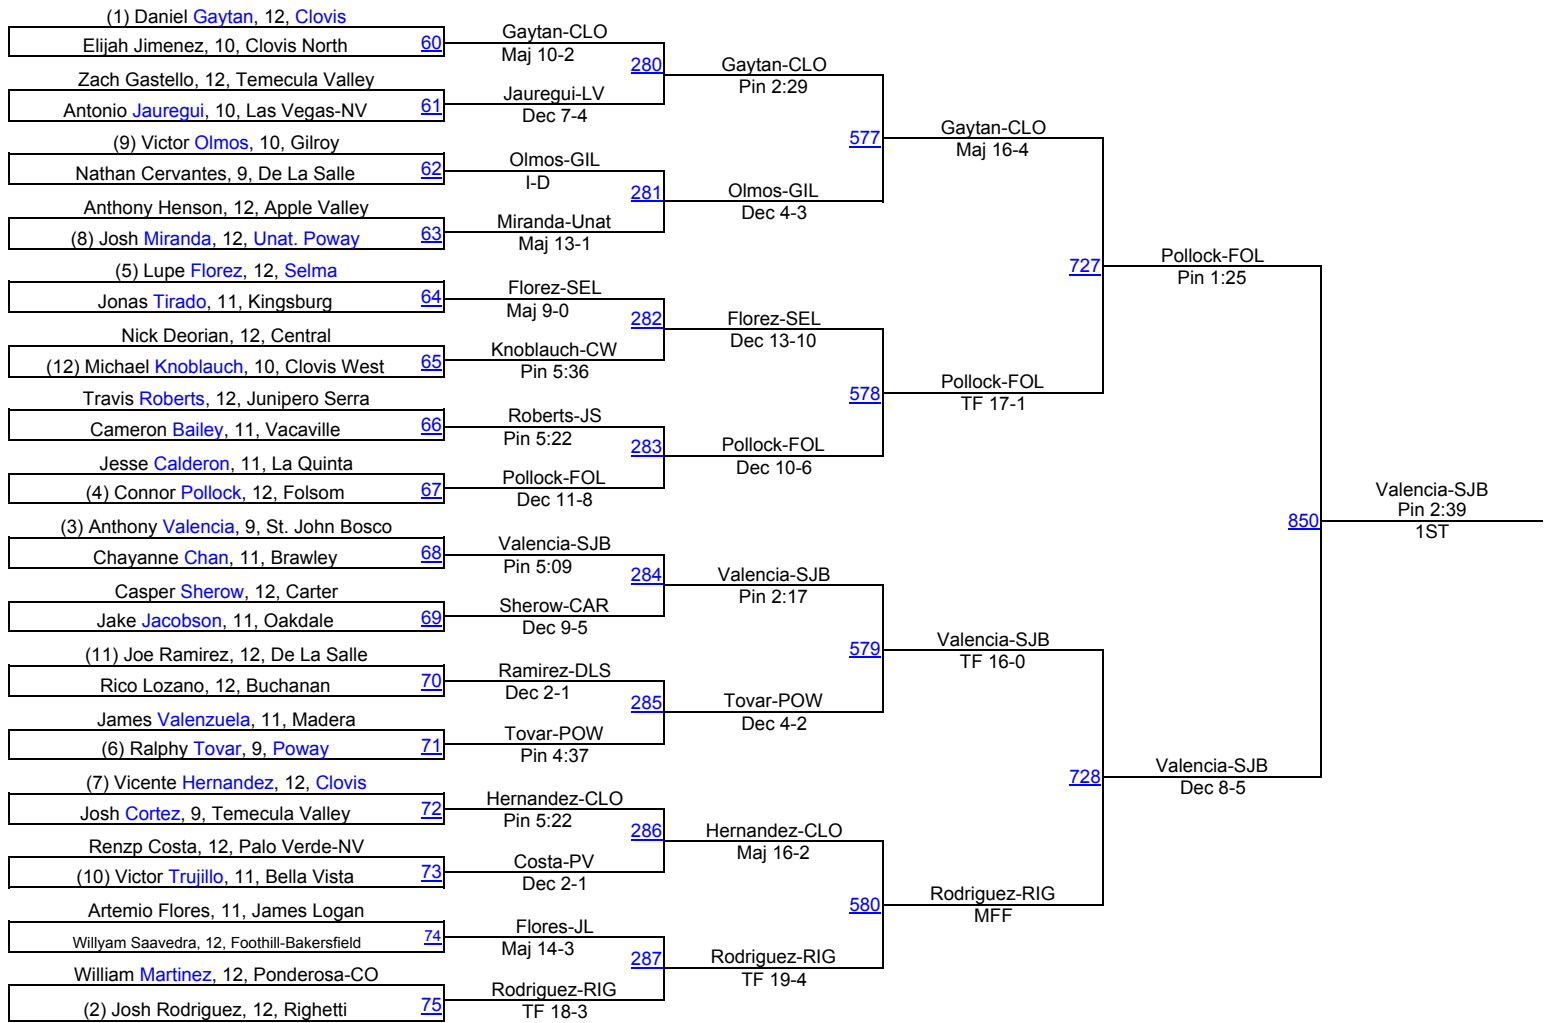 (1) Daniel Gaytan, 12, Clovis
Elijah Jimenez, 10, Clovis North 60
Zach Gastello, 12, Temecula Valley
Antonio Jauregui, 10, Las Vegas-NV 61
(9) Victor Olmos, 10, Gilroy
Nathan Cervantes, 9, De La Salle 62
Anthony Henson, 12, Apple Valley
(8) Josh Miranda, 12, Unat. Poway 63
(5) Lupe Florez, 12, Selma
Jonas Tirado, 11, Kingsburg 64
Nick Deorian, 12, Central
(12) Michael Knoblauch, 10, Clovis West 65
Travis Roberts, 12, Junipero Serra
Cameron Bailey, 11, Vacaville 66
Jesse Calderon, 11, La Quinta
(4) Connor Pollock, 12, Folsom 67
(3) Anthony Valencia, 9, St. John Bosco
Chayanne Chan, 11, Brawley 68
Casper Sherow, 12, Carter
Jake Jacobson, 11, Oakdale 69
(11) Joe Ramirez, 12, De La Salle
Rico Lozano, 12, Buchanan 70
James Valenzuela, 11, Madera
(6) Ralphy Tovar, 9, Poway 71
(7) Vicente Hernandez, 12, Clovis
Josh Cortez, 9, Temecula Valley 72
Renzp Costa, 12, Palo Verde-NV
(10) Victor Trujillo, 11, Bella Vista 73
Artemio Flores, 11, James Logan
Willyam Saavedra, 12, Foothill-Bakersfield 74
William Martinez, 12, Ponderosa-CO
(2) Josh Rodriguez, 12, Righetti 75
Gaytan-CLO
Maj 10-2
280
Jauregui-LV
Dec 7-4
Olmos-GIL
I-D
281
Miranda-Unat
Maj 13-1
Florez-SEL
Maj 9-0
282
Knoblauch-CW
Pin 5:36
Roberts-JS
Pin 5:22
283
Pollock-FOL
Dec 11-8
Valencia-SJB
Pin 5:09
284
Sherow-CAR
Dec 9-5
Ramirez-DLS
Dec 2-1
285
Tovar-POW
Pin 4:37
Hernandez-CLO
Pin 5:22
286
Costa-PV
Dec 2-1
Flores-JL
Maj 14-3
287
Rodriguez-RIG
TF 18-3
Gaytan-CLO
Pin 2:29
577
Olmos-GIL
Dec 4-3
Florez-SEL
Dec 13-10
578
Pollock-FOL
Dec 10-6
Valencia-SJB
Pin 2:17
579
Tovar-POW
Dec 4-2
Hernandez-CLO
Maj 16-2
580
Rodriguez-RIG
TF 19-4
Gaytan-CLO
Maj 16-4
727
Pollock-FOL
TF 17-1
Valencia-SJB
TF 16-0
728
Rodriguez-RIG
MFF
Pollock-FOL
Pin 1:25
850
Valencia-SJB
Dec 8-5
Valencia-SJB
Pin 2:39
1ST